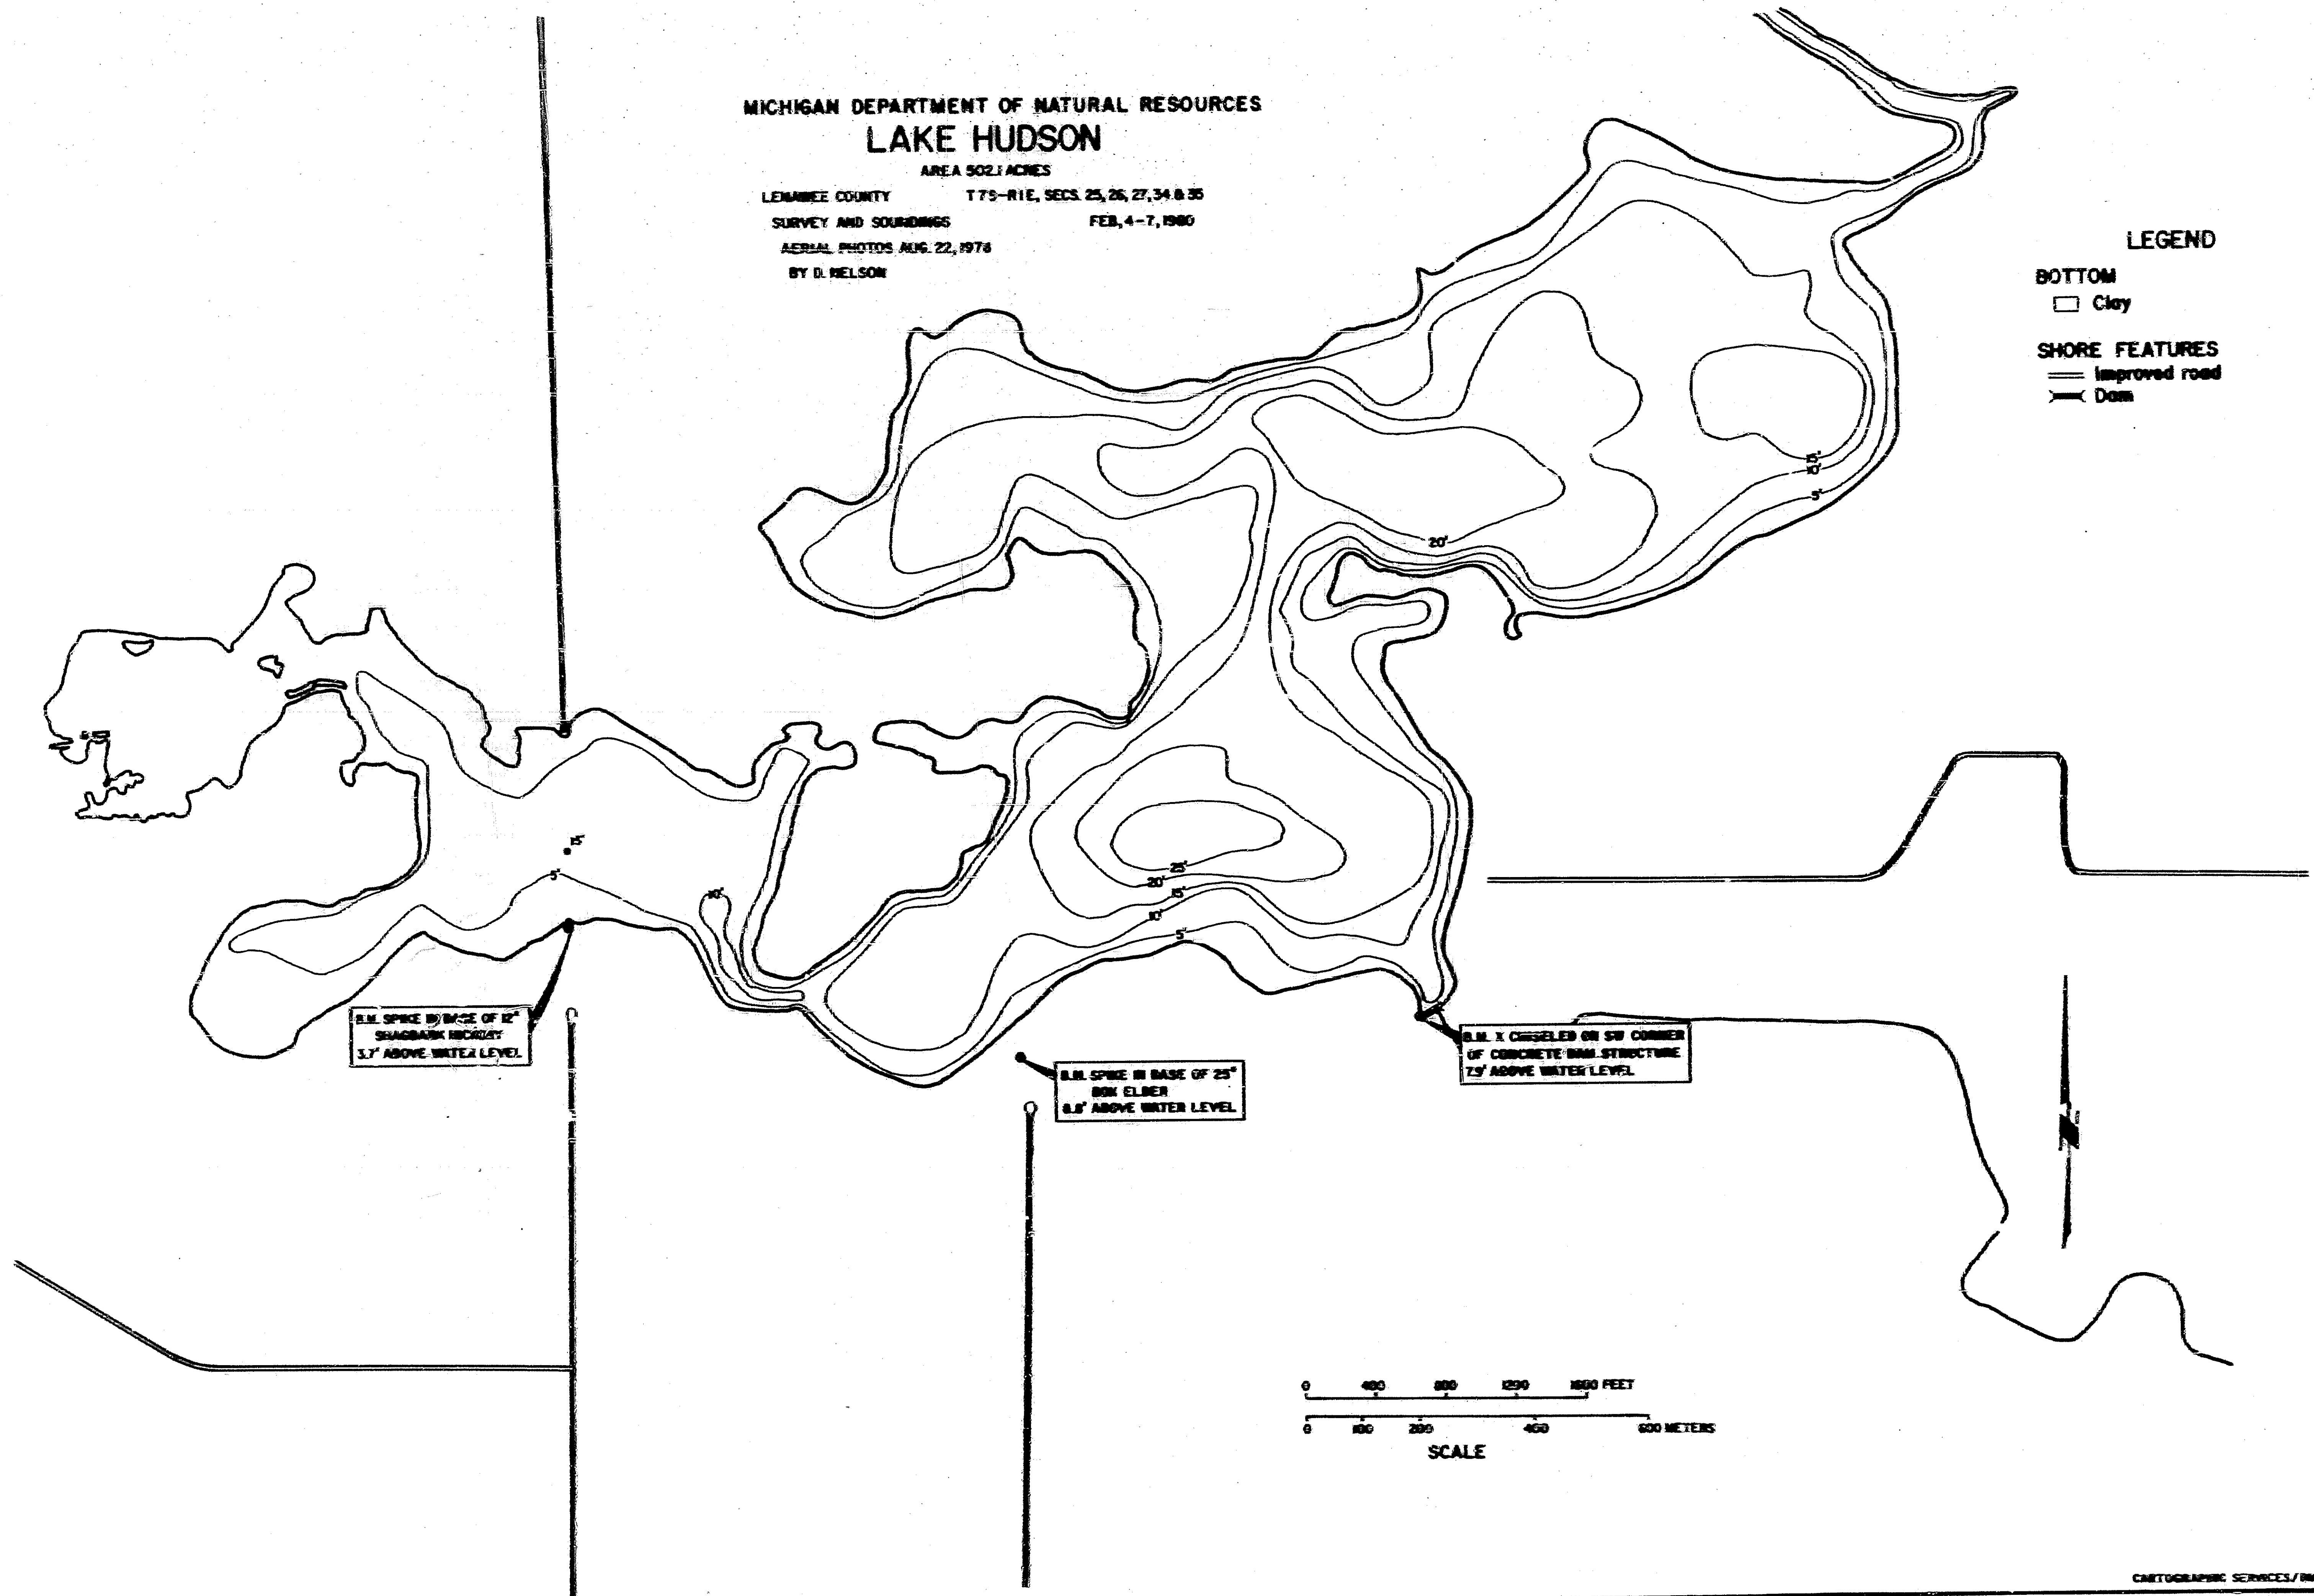 MICHIGAN DEPARTMENT OF NATURAL RESOURCES
LAKE HUDSON
AREA 502.1 ACRES
LENAWEE COUNTY T7S-R1E, SECS. 25, 26, 27, 34 & 35
SURVEY AND SOUNDINGS FEB, 4-7, 1980
AERIAL PHOTOS AUG. 22, 1978
BY D. NELSON
LEGEND
BOTTOM
Clay
SHORE FEATURES
Improved road
Dam
15'
10'
5'
20'
15'
5'
10'
25'
20'
15'
10'
5'
B.M. SPIKE IN BASE OF 12"
SHAGBARK HICKORY
3.7' ABOVE WATER LEVEL
B.M. SPIKE IN BASE OF 25"
BOX ELDER
8.8' ABOVE WATER LEVEL
B.M. X CHISELED ON SW CORNER
OF CONCRETE DAM STRUCTURE
7.9' ABOVE WATER LEVEL
N
0 400 800 1200 1600 FEET
0 100 200 400 600 METERS
SCALE
CARTOGRAPHIC SERVICES/